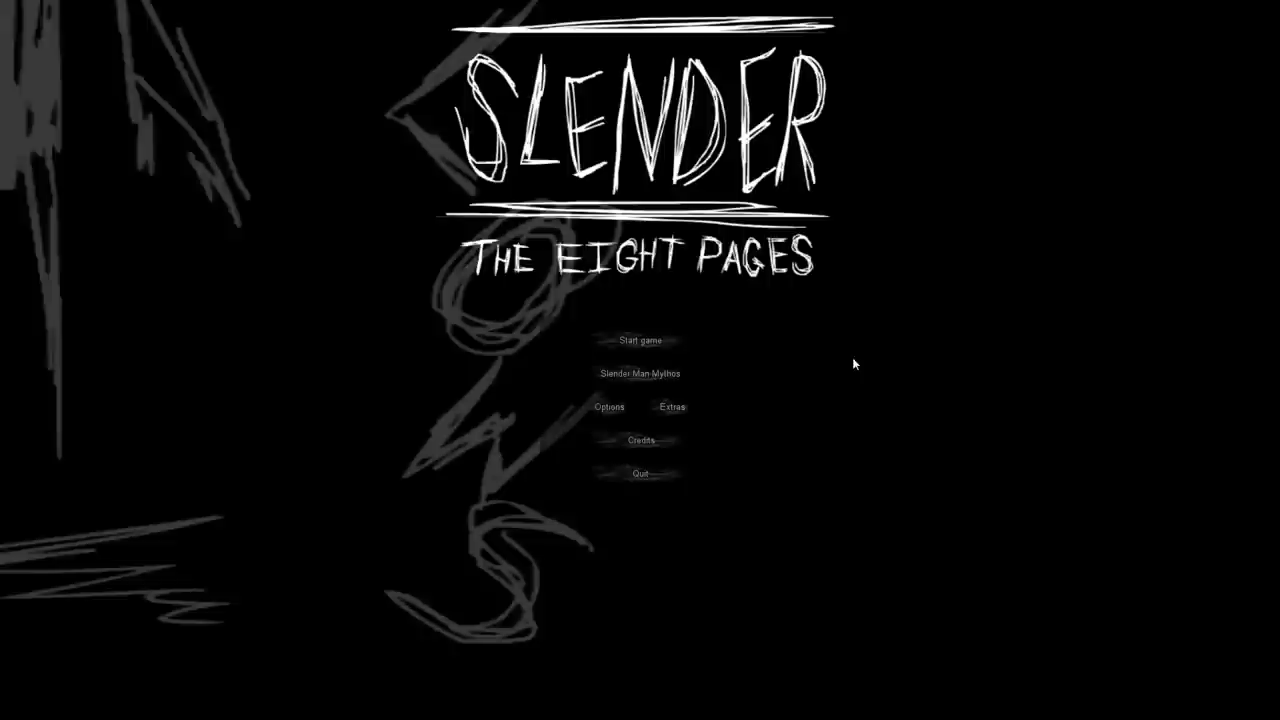 SLENDER
THE EIGHT PAGES
Start game
Slender Man Mythos
Options Extras
Credits
Quit